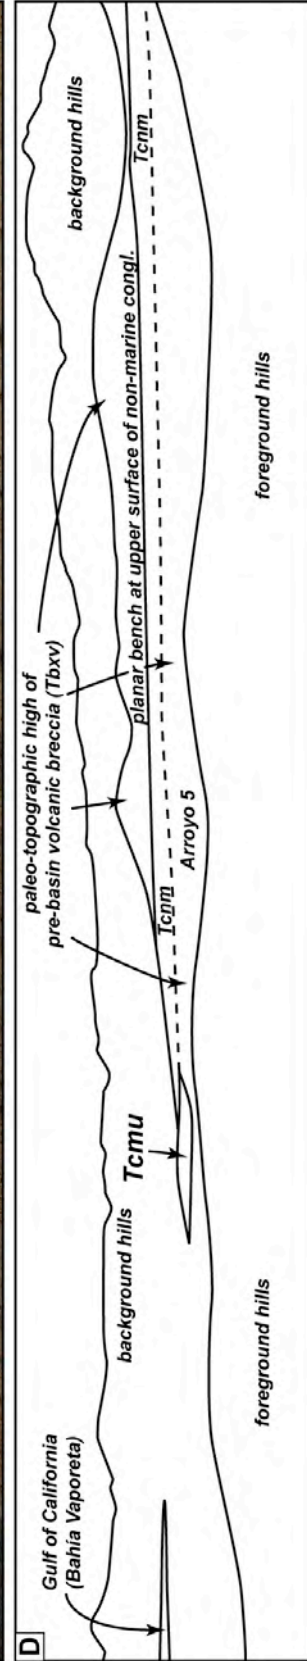 D
Gulf of California
(Bahía Vaporeta)
background hills
Tcmu
paleo-topographic high of
pre-basin volcanic breccia (Tbxv)
background hills
Tcnm
planar bench at upper surface of non-marine congl.
Tcnm
Arroyo 5
foreground hills
foreground hills